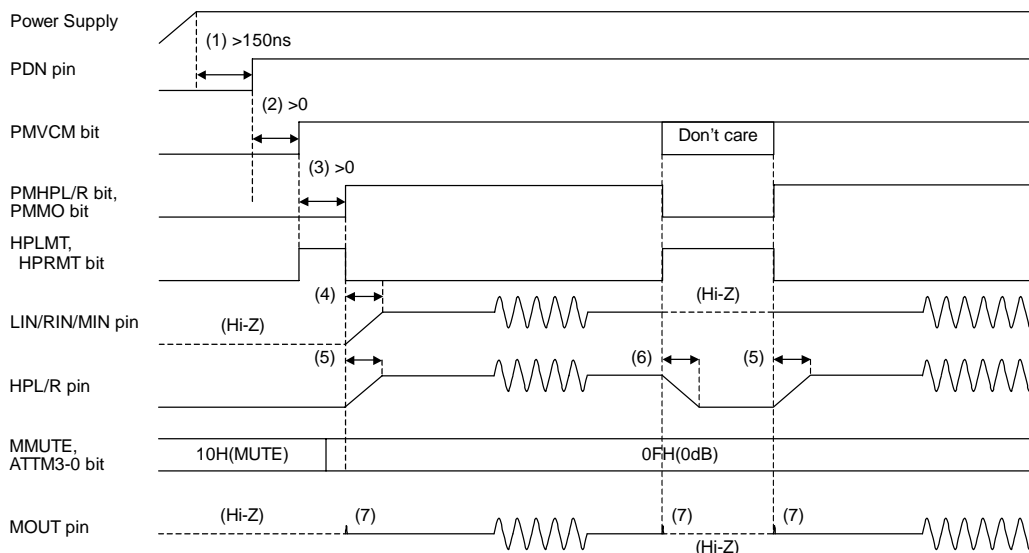 Power Supply
(1) >150ns
PDN pin
(2) >0
PMVCM bit
Don't care
(3) >0
PMHPL/R bit,
PMMO bit
HPLMT,
HPRMT bit
(4)
(Hi-Z)
(Hi-Z)
LIN/RIN/MIN pin
(5)
(6)
(5)
HPL/R pin
MMUTE,
ATTM3-0 bit
10H(MUTE)
0FH(0dB)
(Hi-Z)
(7)
(7)
(7)
MOUT pin
(Hi-Z)